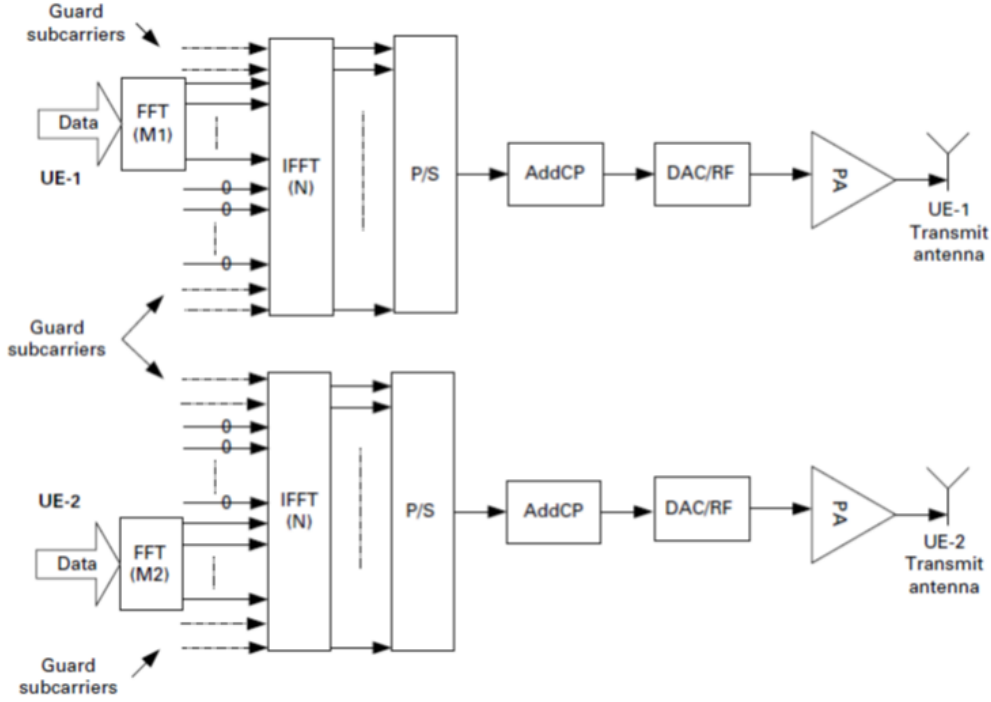 Guard
subcarriers
Data
FFT
(M1)
UE-1
0
0
0
IFFT
(N)
P/S
AddCP
DAC/RF
PA
UE-1
Transmit
antenna
Guard
subcarriers
0
0
0
UE-2
Data
FFT
(M2)
IFFT
(N)
P/S
AddCP
DAC/RF
PA
UE-2
Transmit
antenna
Guard
subcarriers